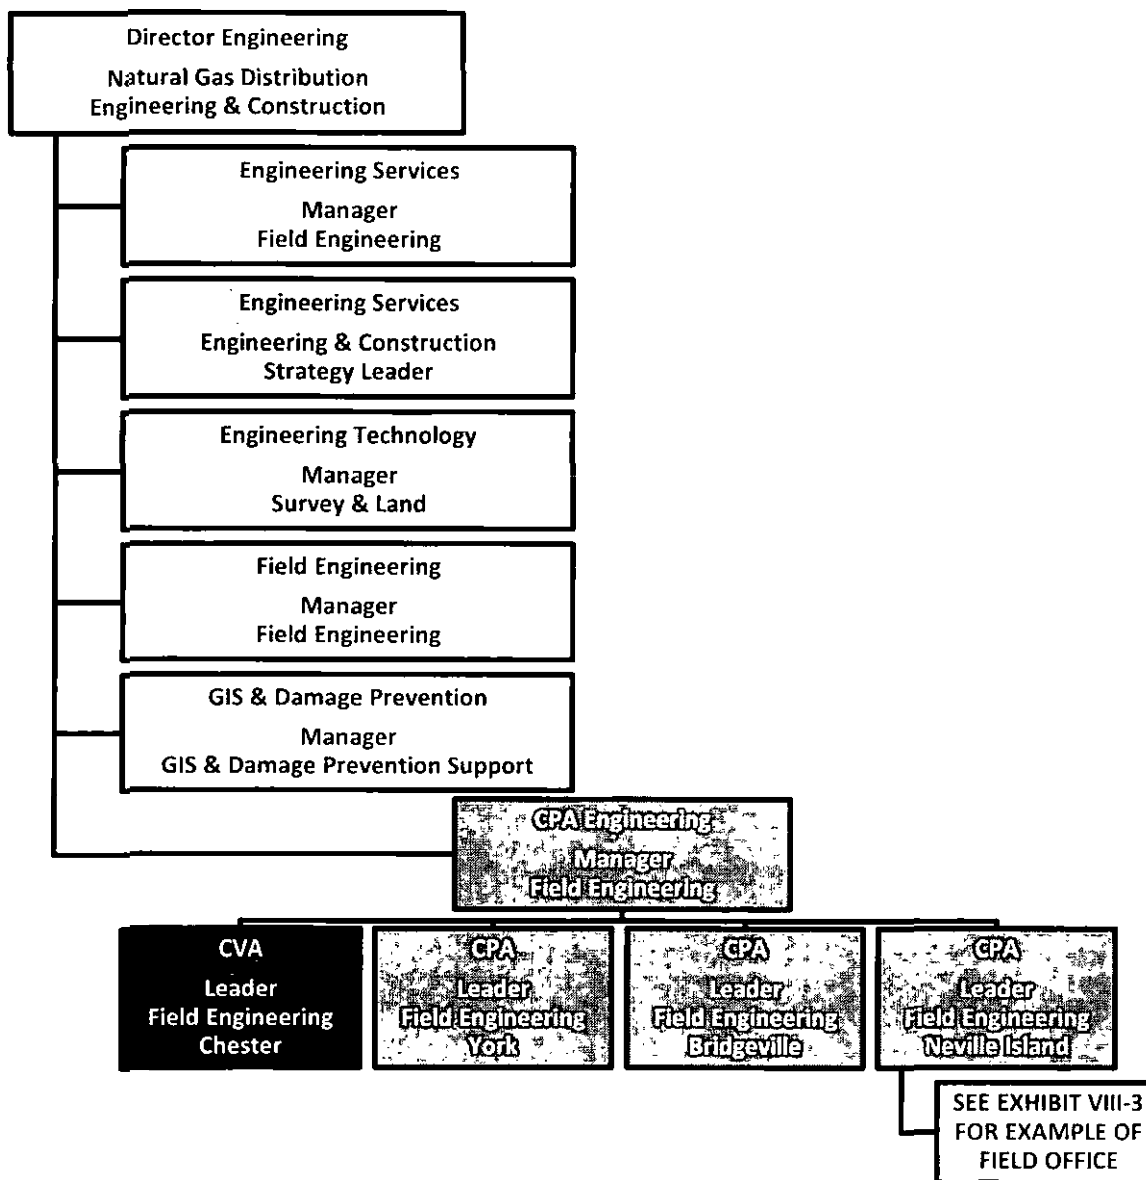 Director Engineering
Natural Gas Distribution
Engineering & Construction
Engineering Services
Manager
Field Engineering
Engineering Services
Engineering & Construction
Strategy Leader
Engineering Technology
Manager
Survey & Land
Field Engineering
Manager
Field Engineering
GIS & Damage Prevention
Manager
GIS & Damage Prevention Support
CPA Engineering
Manager
Field Engineering
CVA
Leader
Field Engineering
Chester
CPA
Leader
Field Engineering
York
CPA
Leader
Field Engineering
Bridgeville
CPA
Leader
Field Engineering
Neville Island
SEE EXHIBIT VIII-3
FOR EXAMPLE OF
FIELD OFFICE